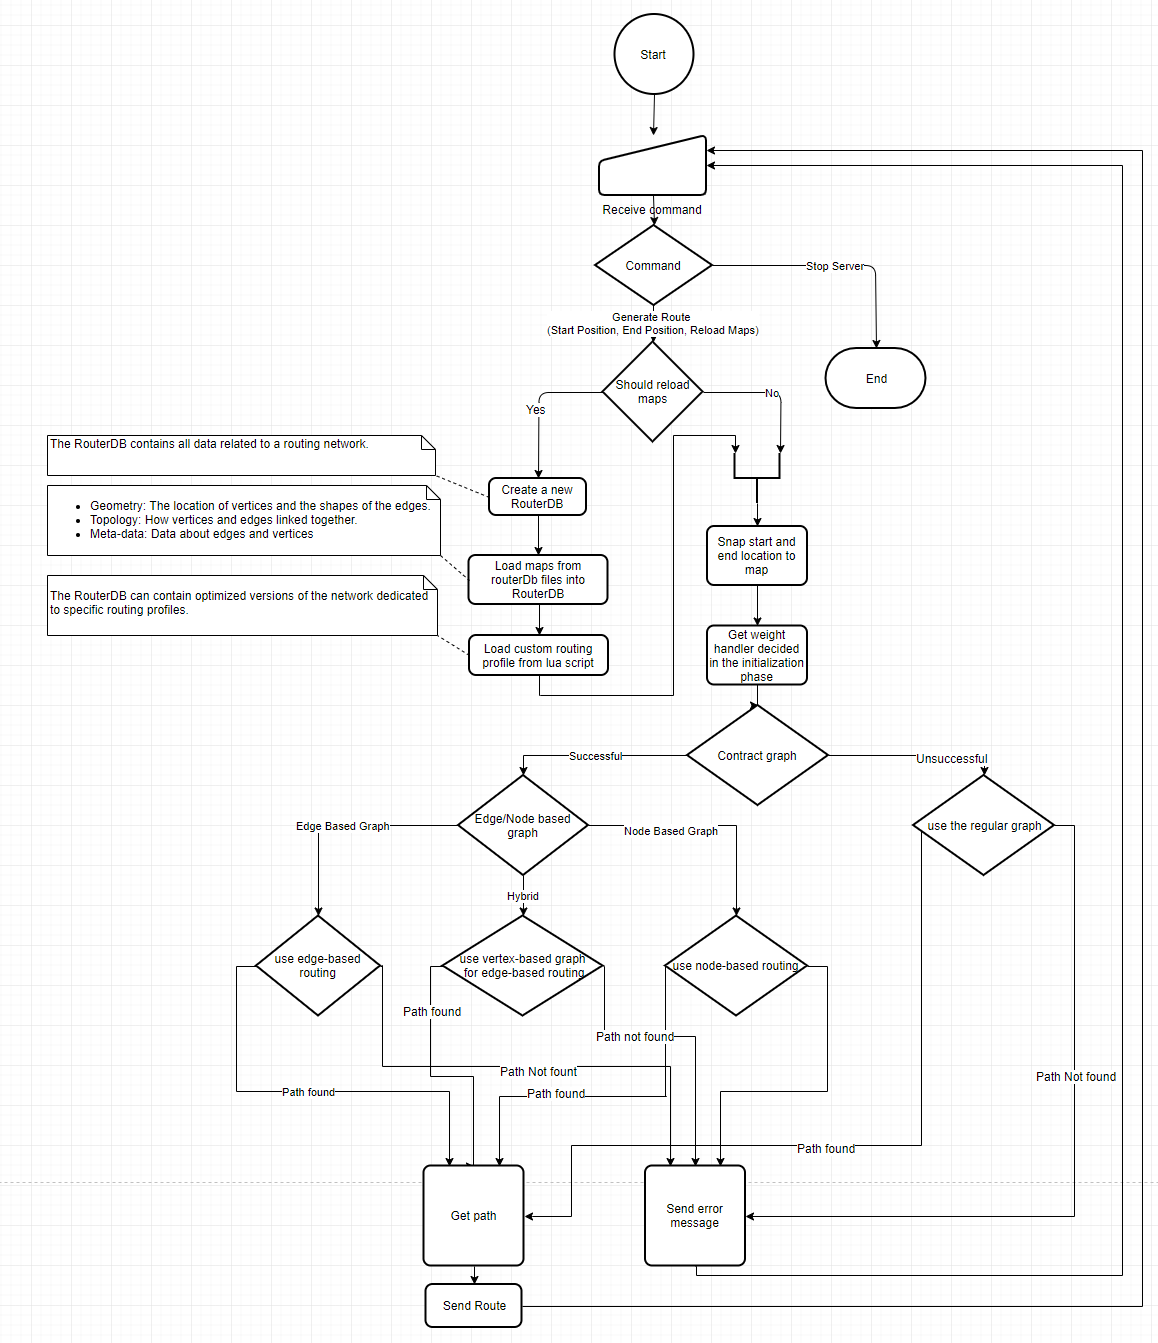 Start
Receive command
Command
Stop Server
Generate Route
(Start Position, End Position, Reload Maps)
End
Should reload
maps
Yes
No
The RouterDB contains all data related to a routing network.
Create a new
RouterDB
• Geometry: The location of vertices and the shapes of the edges.
• Topology: How vertices and edges linked together.
• Meta-data: Data about edges and vertices
Load maps from
routerDb files into
RouterDB
Snap start and
end location to
map
The RouterDB can contain optimized versions of the network dedicated
to specific routing profiles.
Load custom routing
profile from lua script
Get weight
handler decided
in the initialization
phase
Contract graph
Successful
Unsuccessful
Edge/Node based
graph
Edge Based Graph
Node Based Graph
use the regular graph
Hybrid
use edge-based
routing
use vertex-based graph
for edge-based routing
use node-based routing
Path found
Path not found
Path Not fount
Path Not found
Path found
Path found
Path found
Get path
Send error
message
Send Route